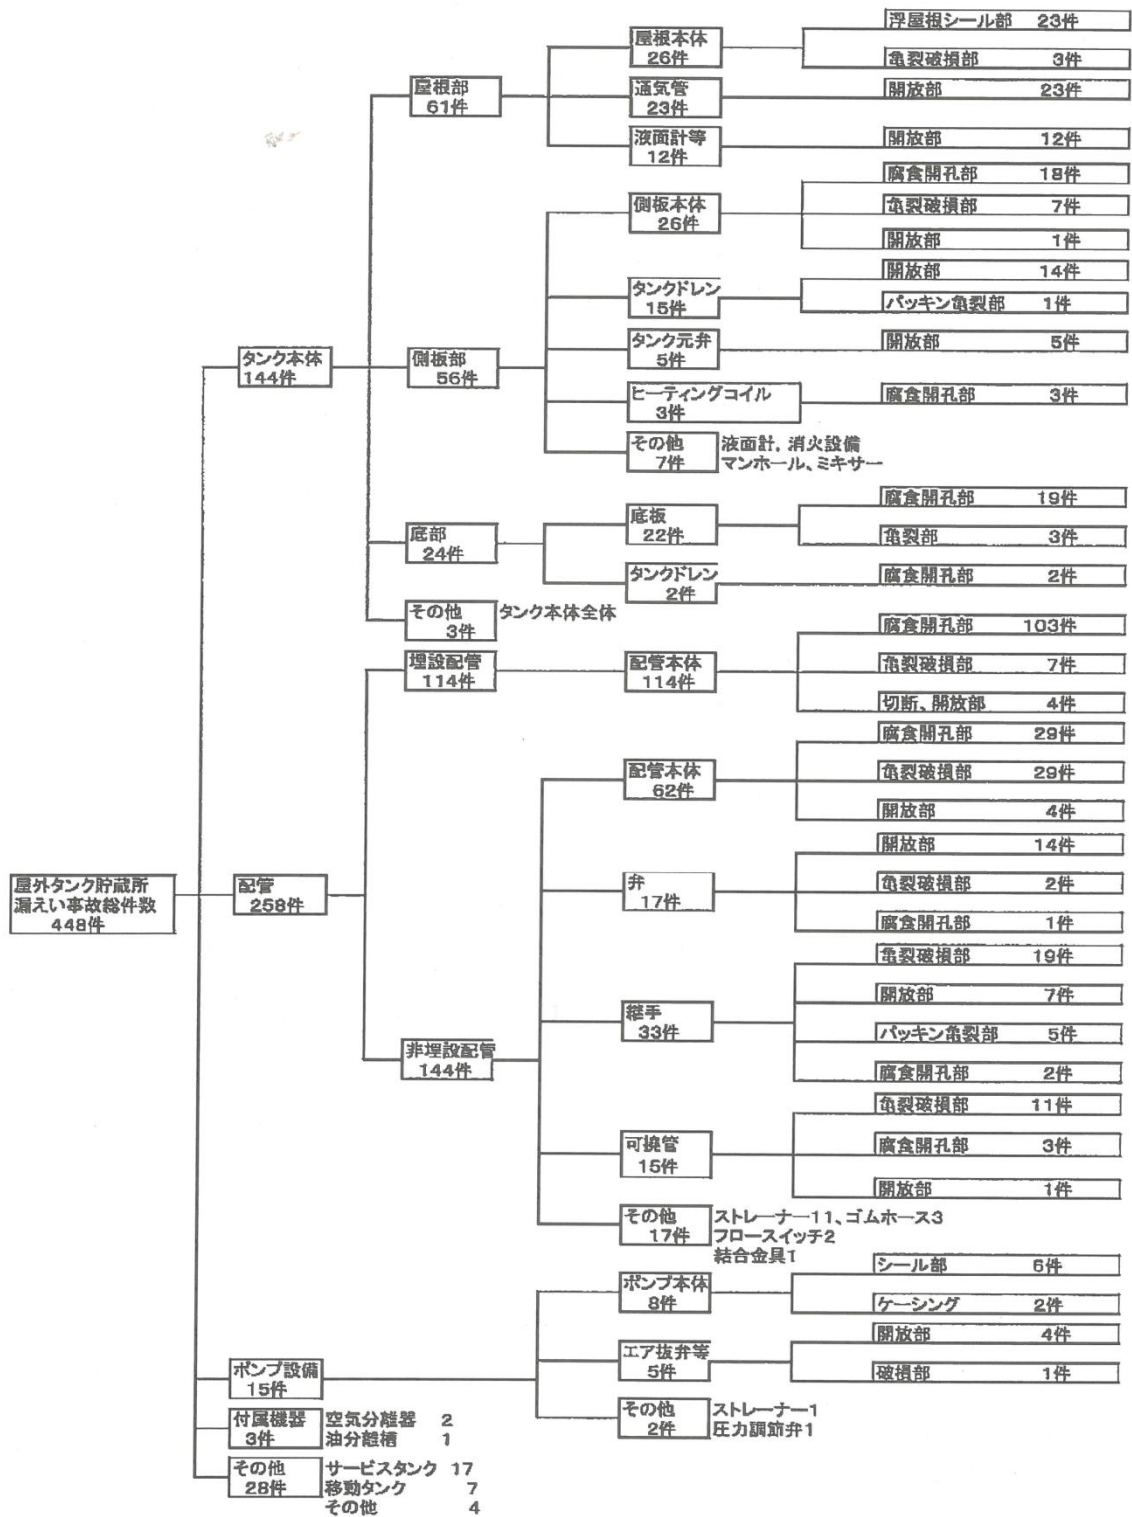 屋外タンク貯蔵所
漏えい事故総件数
448件
タンク本体
144件
屋根部
61件
屋根本体
26件
浮屋根シール部 23件
亀裂破損部 3件
通気管
23件
開放部 23件
液面計等
12件
開放部 12件
側板部
56件
側板本体
26件
腐食開孔部 18件
亀裂破損部 7件
開放部 1件
タンクドレン
15件
開放部 14件
パッキン亀裂部 1件
タンク元弁
5件
開放部 5件
ヒーティングコイル
3件
腐食開孔部 3件
その他
7件
液面計, 消火設備
マンホール、ミキサー
底部
24件
底板
22件
腐食開孔部 19件
亀裂部 3件
タンクドレン
2件
腐食開孔部 2件
その他
3件
タンク本体全体
配管
258件
埋設配管
114件
配管本体
114件
腐食開孔部 103件
亀裂破損部 7件
切断、開放部 4件
非埋設配管
144件
配管本体
62件
腐食開孔部 29件
亀裂破損部 29件
開放部 4件
弁
17件
開放部 14件
亀裂破損部 2件
腐食開孔部 1件
継手
33件
亀裂破損部 19件
開放部 7件
パッキン亀裂部 5件
腐食開孔部 2件
可撓管
15件
亀裂破損部 11件
腐食開孔部 3件
開放部 1件
その他
17件
ストレーナー11、ゴムホース3
フロースイッチ2
結合金具1
ポンプ設備
15件
ポンプ本体
8件
シール部 6件
ケーシング 2件
エア抜弁等
5件
開放部 4件
破損部 1件
その他
2件
ストレーナー1
圧力調節弁1
付属機器
3件
空気分離器 2
油分離槽 1
その他
28件
サービスタンク 17
移動タンク 7
その他 4